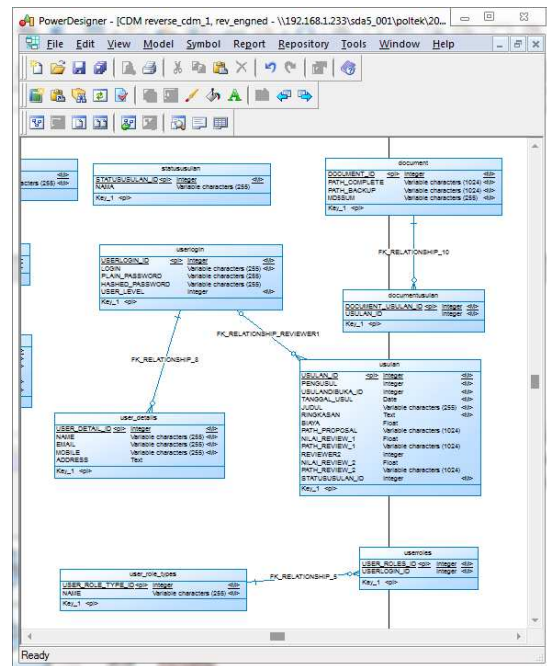 PowerDesigner - [CDM reverse_cdm_1, rev_engned - \\192.168.1.233\sda5_001\poltek\20...
File Edit View Model Symbol Report Repository Tools Window Help
acters (255) <M>
statususulan
STATUSUSULAN_ID <pi> Integer <M>
NAMA Variable characters (255)
Key_1 <pi>
document
DOCUMENT_ID <pi> Integer <M>
PATH_COMPLETE Variable characters (1024) <M>
PATH_BACKUP Variable characters (1024) <M>
MD5SUM Variable characters (255) <M>
Key_1 <pi>
FK_RELATIONSHIP_10
userlogin
USERLOGIN_ID <pi> Integer <M>
LOGIN Variable characters (255) <M>
PLAIN_PASSWORD Variable characters (255)
HASHED_PASSWORD Variable characters (255)
USER_LEVEL Integer <M>
Key_1 <pi>
documentusulan
DOCUMENT_USULAN_ID <pi> Integer <M>
USULAN_ID Integer <M>
Key_1 <pi>
FK_RELATIONSHIP_REVIEWER1
usulan
USULAN_ID <pi> Integer <M>
PENGUSUL Integer <M>
USULANDIBUKA_ID Integer <M>
TANGGAL_USUL Date <M>
JUDUL Variable characters (255) <M>
RINGKASAN Text <M>
BIAYA Float
PATH_PROPOSAL Variable characters (1024)
NILAI_REVIEW_1 Float
PATH_REVIEW_1 Variable characters (1024)
REVIEWER2 Integer
NILAI_REVIEW_2 Float
PATH_REVIEW_2 Variable characters (1024)
STATUSUSULAN_ID Integer <M>
Key_1 <pi>
user_details
USER_DETAIL_ID <pi> Integer <M>
NAME Variable characters (255) <M>
EMAIL Variable characters (255) <M>
MOBILE Variable characters (255) <M>
ADDRESS Text
Key_1 <pi>
userroles
USER_ROLES_ID <pi> Integer <M>
USERLOGIN_ID Integer <M>
Key_1 <pi>
user_role_types
USER_ROLE_TYPE_ID <pi> Integer <M>
NAME Variable characters (255) <M>
Key_1 <pi>
Ready